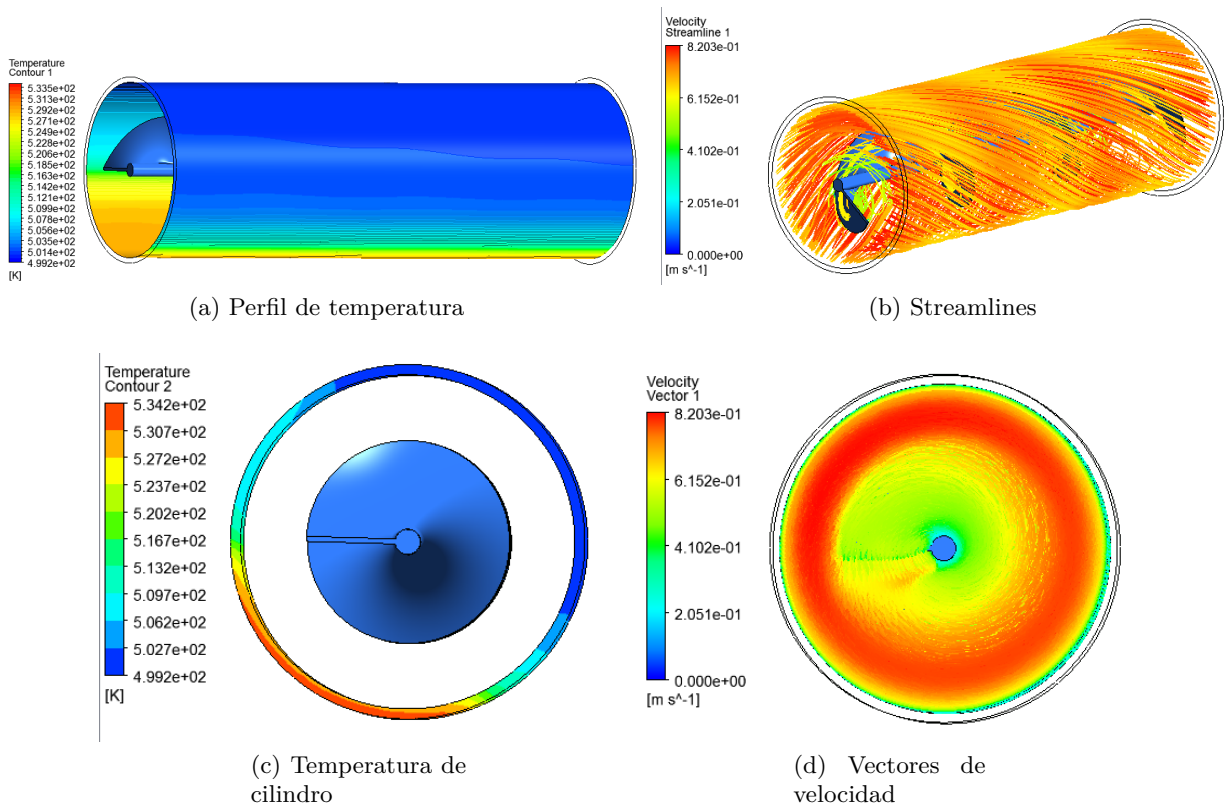 Temperature
Contour 1
5.335e+02
5.313e+02
5.292e+02
5.271e+02
5.249e+02
5.228e+02
5.206e+02
5.185e+02
5.163e+02
5.142e+02
5.121e+02
5.099e+02
5.078e+02
5.056e+02
5.035e+02
5.014e+02
4.992e+02
[K]
(a) Perfil de temperatura
Velocity
Streamline 1
8.203e-01
6.152e-01
4.102e-01
2.051e-01
0.000e+00
[m s^-1]
(b) Streamlines
Temperature
Contour 2
5.342e+02
5.307e+02
5.272e+02
5.237e+02
5.202e+02
5.167e+02
5.132e+02
5.097e+02
5.062e+02
5.027e+02
4.992e+02
[K]
(c) Temperatura de
cilindro
Velocity
Vector 1
8.203e-01
6.152e-01
4.102e-01
2.051e-01
0.000e+00
[m s^-1]
(d) Vectores de
velocidad